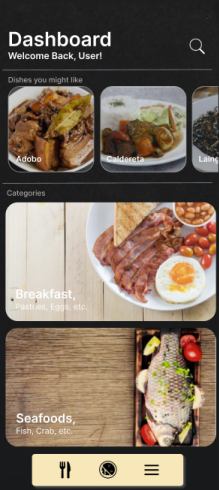 Dashboard
Welcome Back, User!
Dishes you might like
Adobo
Caldereta
Laing
Categories
Breakfast,
Pastries, Eggs, etc.
Seafoods,
Fish, Crab, etc.